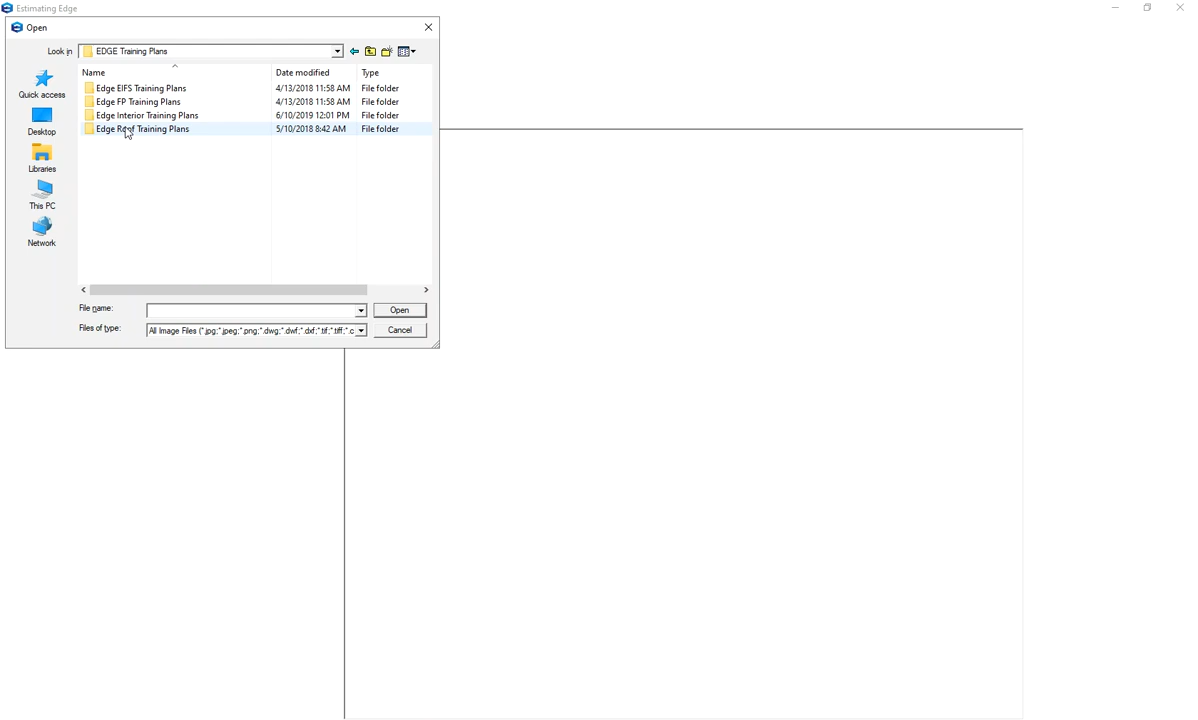 Estimating Edge
Open
Look in EDGE Training Plans
Name Date modified Type
Edge EIFS Training Plans 4/13/2018 11:58 AM File folder
Edge FP Training Plans 4/13/2018 11:58 AM File folder
Edge Interior Training Plans 6/10/2019 12:01 PM File folder
Edge Roof Training Plans 5/10/2018 8:42 AM File folder
Quick access
Desktop
Libraries
This PC
Network
File name: Open
Files of type: All Image Files (*.jpg;*.jpeg;*.png;*.dwg;*.dwf;*.dxf;*.tif;*.tiff;*.c Cancel